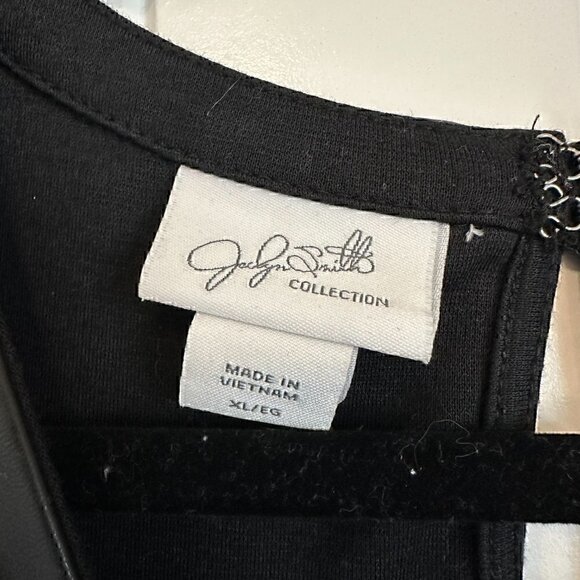 Jaclyn Smith
COLLECTION
MADE IN
VIETNAM
XL/EG